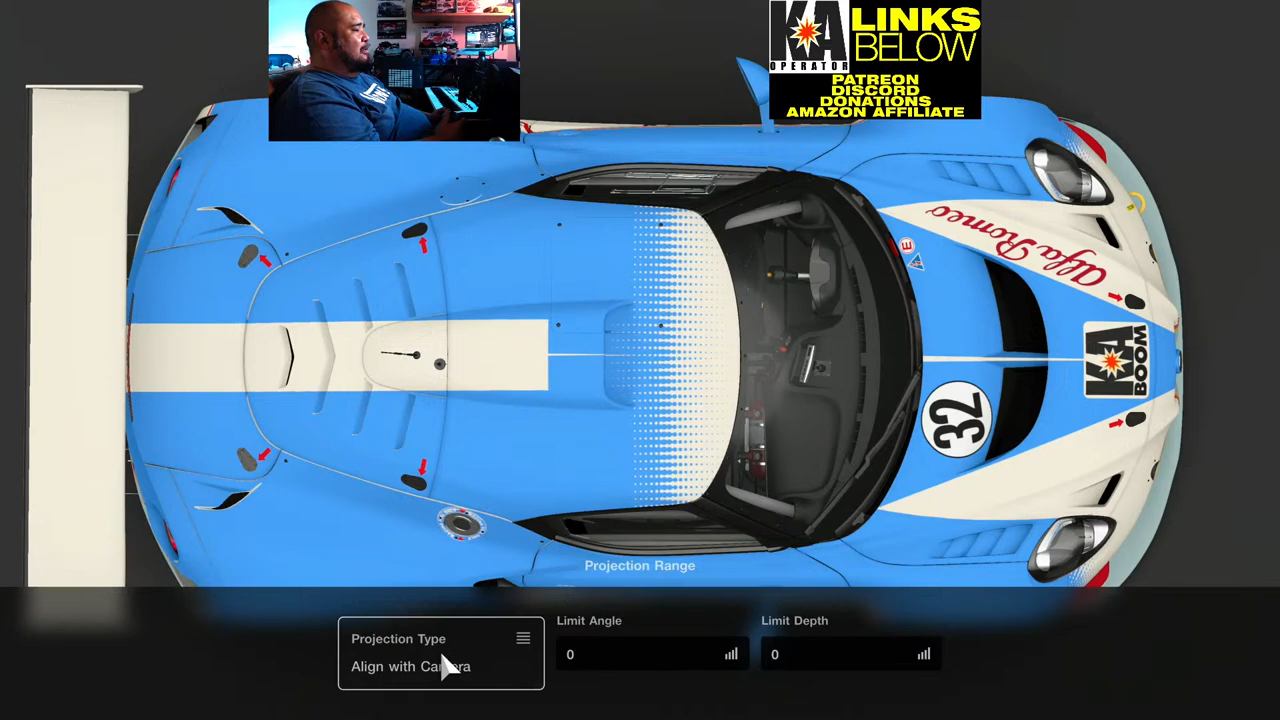 KA
OPERATOR
LINKS
BELOW
PATREON
DISCORD
DONATIONS
AMAZON AFFILIATE
Alfa Romeo
E
KA
BOOM
32
Projection Range
Projection Type
Align with Camera
Limit Angle
0
Limit Depth
0